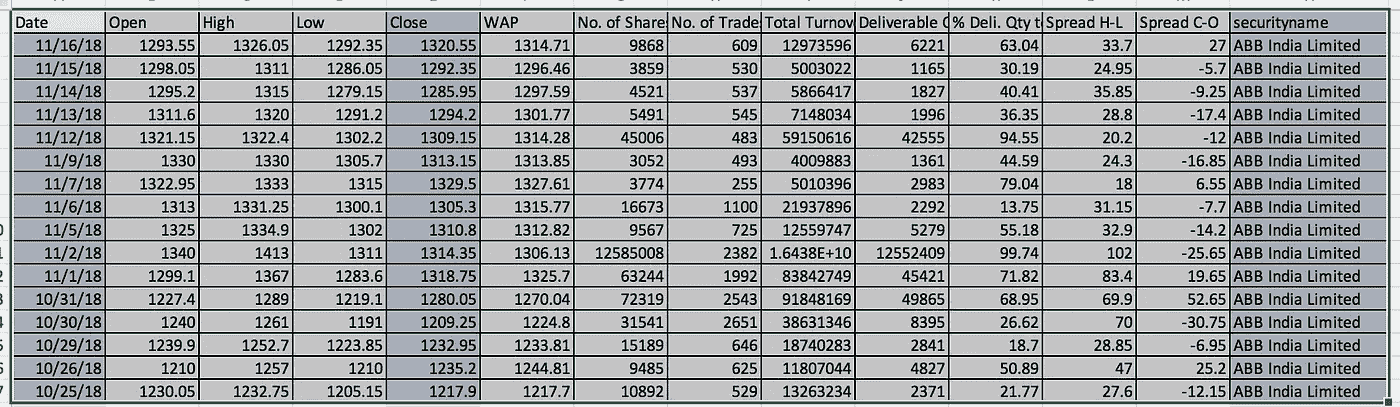 Date Open High Low Close WAP No. of Share No. of Trade Total Turnov Deliverable % Deli. Qty t Spread H-L Spread C-O securityname
11/16/18 1293.55 1326.05 1292.35 1320.55 1314.71 9868 609 12973596 6221 63.04 33.7 27 ABB India Limited
11/15/18 1298.05 1311 1286.05 1292.35 1296.46 3859 530 5003022 1165 30.19 24.95 -5.7 ABB India Limited
11/14/18 1295.2 1315 1279.15 1285.95 1297.59 4521 537 5866417 1827 40.41 35.85 -9.25 ABB India Limited
11/13/18 1311.6 1320 1291.2 1294.2 1301.77 5491 545 7148034 1996 36.35 28.8 -17.4 ABB India Limited
11/12/18 1321.15 1322.4 1302.2 1309.15 1314.28 45006 483 59150616 42555 94.55 20.2 -12 ABB India Limited
11/9/18 1330 1330 1305.7 1313.15 1313.85 3052 493 4009883 1361 44.59 24.3 -16.85 ABB India Limited
11/7/18 1322.95 1333 1315 1329.5 1327.61 3774 255 5010396 2983 79.04 18 6.55 ABB India Limited
11/6/18 1313 1331.25 1300.1 1305.3 1315.77 16673 1100 21937896 2292 13.75 31.15 -7.7 ABB India Limited
11/5/18 1325 1334.9 1302 1310.8 1312.82 9567 725 12559747 5279 55.18 32.9 -14.2 ABB India Limited
11/2/18 1340 1413 1311 1314.35 1306.13 12585008 2382 1.6438E+10 12552409 99.74 102 -25.65 ABB India Limited
11/1/18 1299.1 1367 1283.6 1318.75 1325.7 63244 1992 83842749 45421 71.82 83.4 19.65 ABB India Limited
10/31/18 1227.4 1289 1219.1 1280.05 1270.04 72319 2543 91848169 49865 68.95 69.9 52.65 ABB India Limited
10/30/18 1240 1261 1191 1209.25 1224.8 31541 2651 38631346 8395 26.62 70 -30.75 ABB India Limited
10/29/18 1239.9 1252.7 1223.85 1232.95 1233.81 15189 646 18740283 2841 18.7 28.85 -6.95 ABB India Limited
10/26/18 1210 1257 1210 1235.2 1244.81 9485 625 11807044 4827 50.89 47 25.2 ABB India Limited
10/25/18 1230.05 1232.75 1205.15 1217.9 1217.7 10892 529 13263234 2371 21.77 27.6 -12.15 ABB India Limited